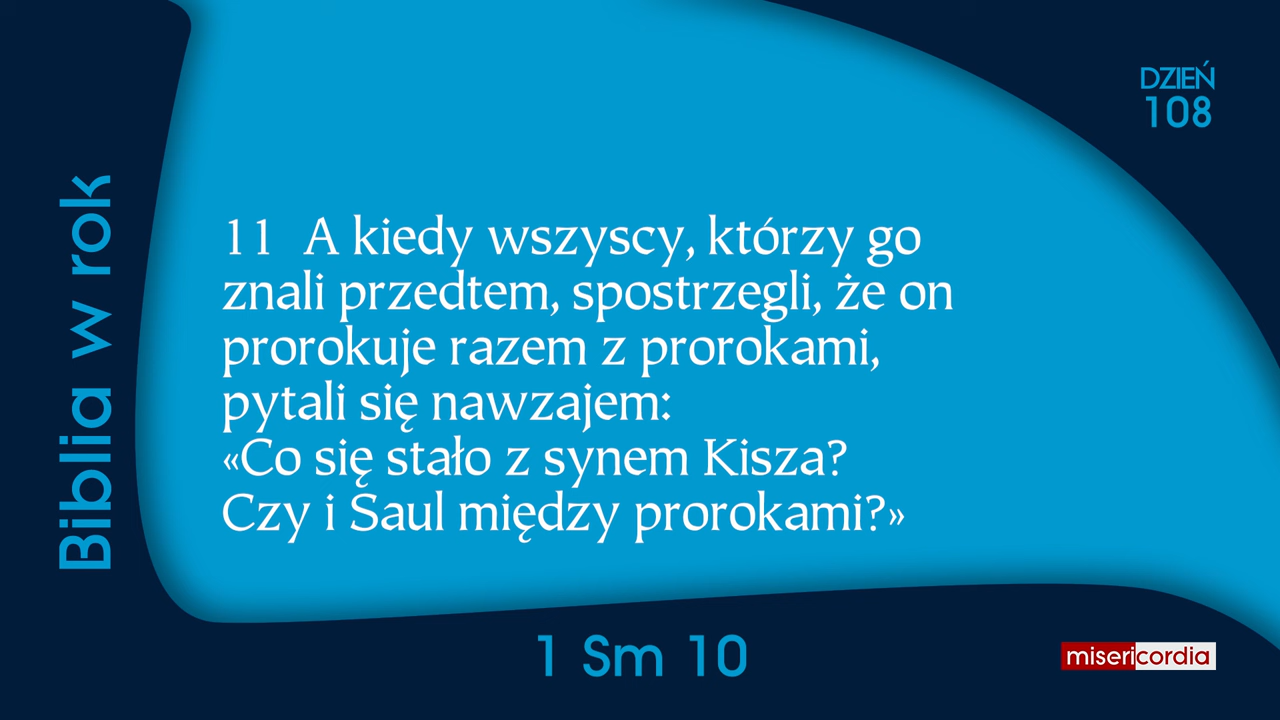 DZIEŃ
108
Biblia w rok
11 A kiedy wszyscy, którzy go
znali przedtem, spostrzegli, że on
prorokuje razem z prorokami,
pytali się nawzajem:
«Co się stało z synem Kisza?
Czy i Saul między prorokami?»
1 Sm 10
misericordia